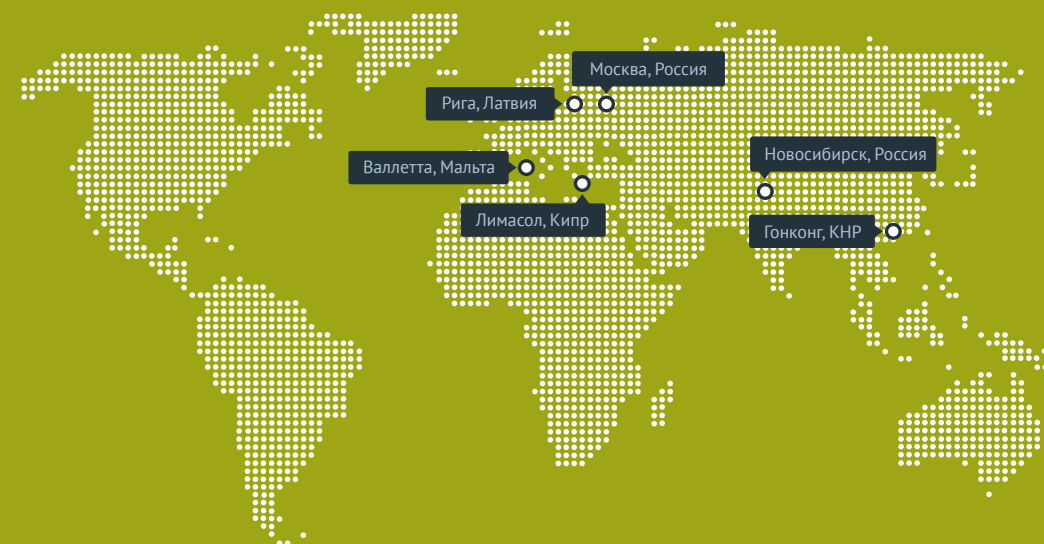 Москва, Россия
Рига, Латвия
Новосибирск, Россия
Валлетта, Мальта
Лимасол, Кипр
Гонконг, КНР